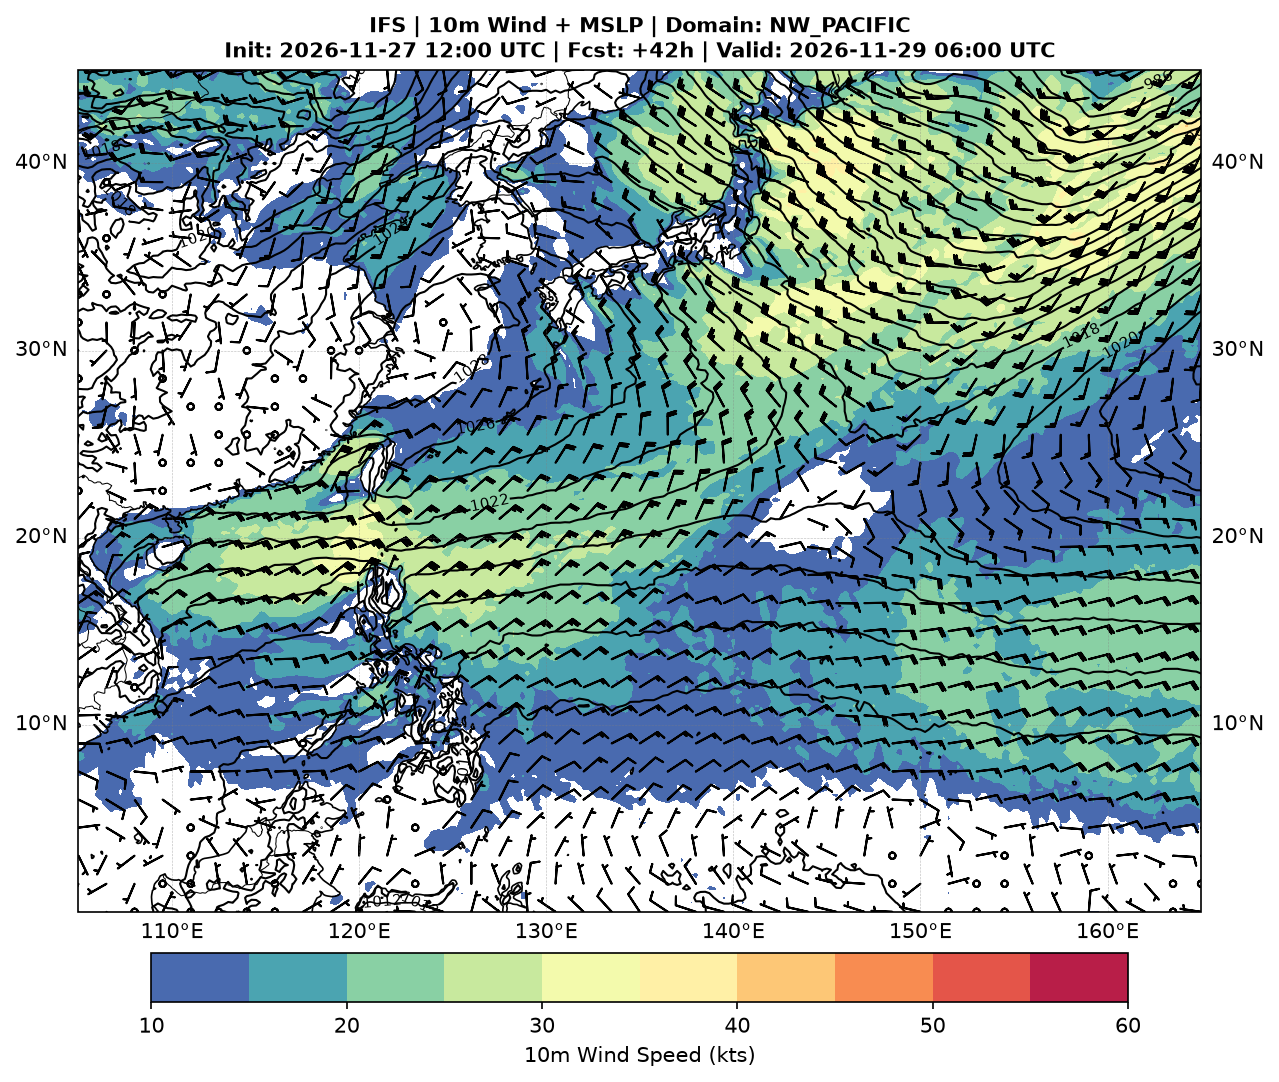 IFS | 10m Wind + MSLP | Domain: NW_PACIFIC
Init: 2026-11-27 12:00 UTC | Fcst: +42h | Valid: 2026-11-29 06:00 UTC
986
40°N 40°N
1018
1020
30°N 30°N
1028
1026
1022
20°N 20°N
10°N 10°N
110°E 120°E 130°E 140°E 150°E 160°E
10 20 30 40 50 60
10m Wind Speed (kts)